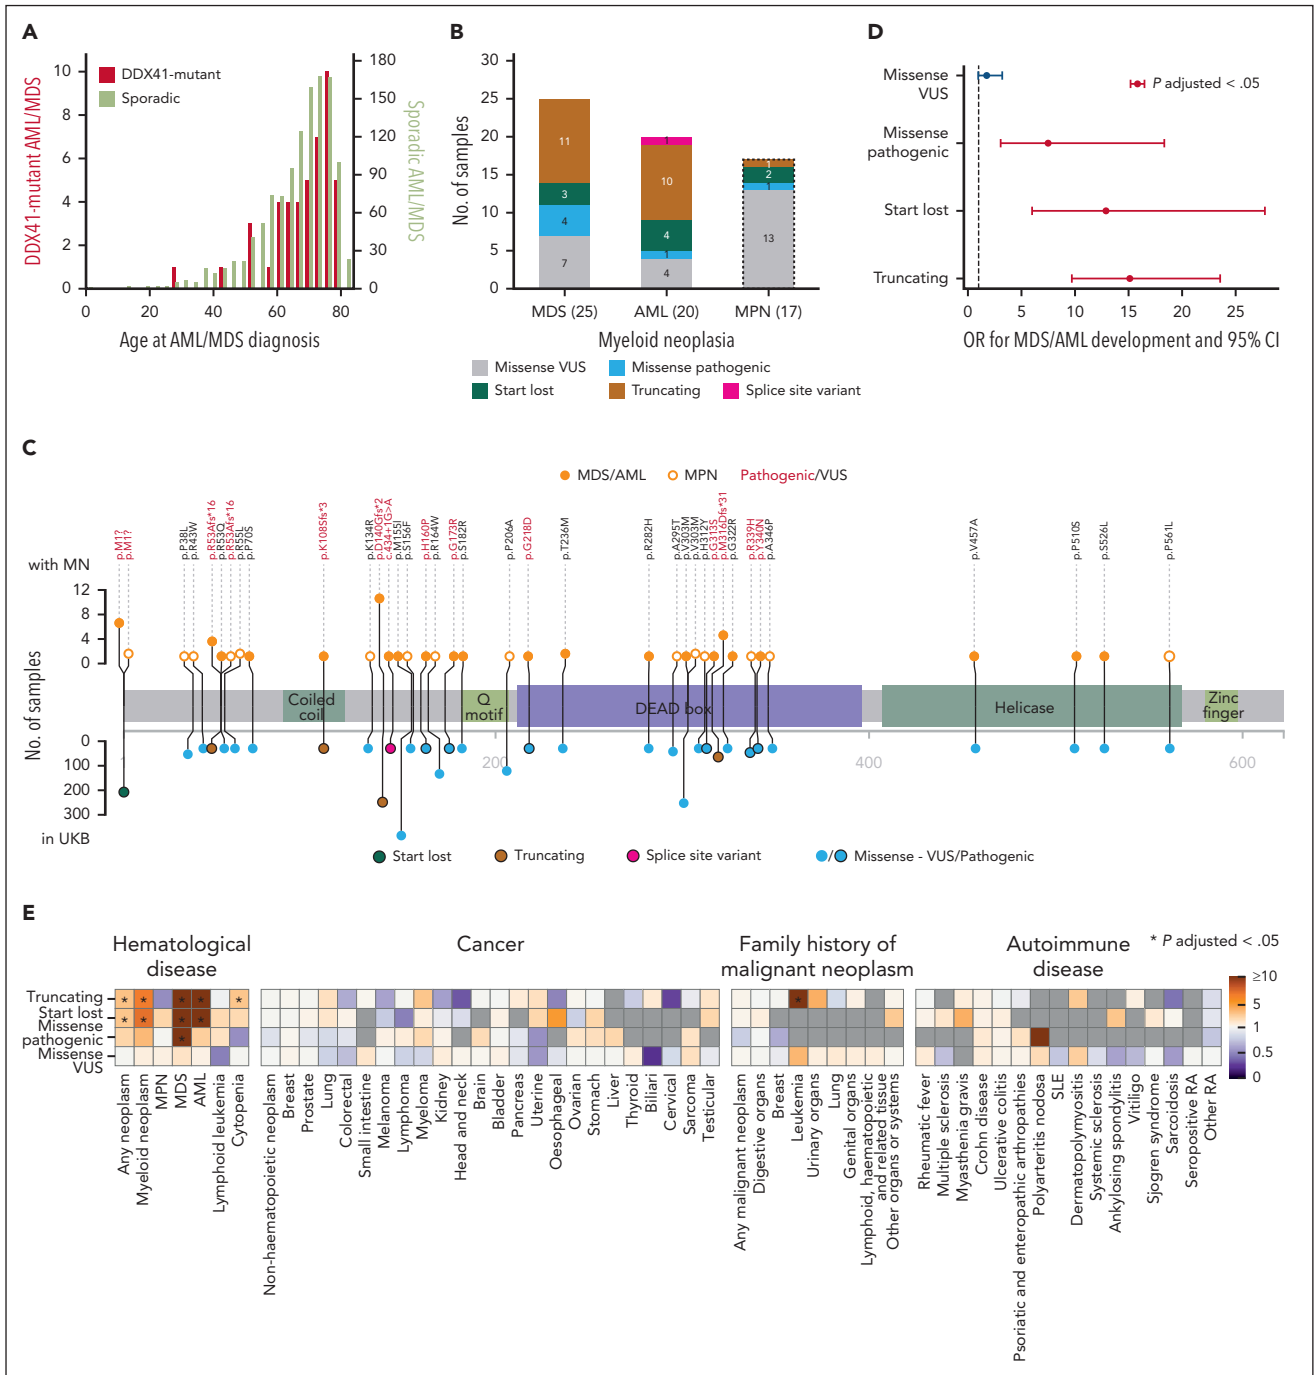 A
DDX41-mutant AML/MDS
10
8
6
4
2
0
DDX41-mutant
Sporadic
180
150
120
90
60
30
0
Sporadic AML/MDS
0
20
40
60
80
Age at AML/MDS diagnosis
B
No. of samples
30
25
20
15
10
5
0
11
3
4
7
1
10
4
1
4
1
2
1
13
MDS (25)
AML (20)
MPN (17)
Myeloid neoplasia
Missense VUS
Missense pathogenic
Start lost
Truncating
Splice site variant
D
Missense
VUS
Missense
pathogenic
Start lost
Truncating
P adjusted < .05
0
5
10
15
20
25
OR for MDS/AML development and 95% CI
C
MDS/AML
MPN
Pathogenic/VUS
p.M1?
p.M1?
p.P38L
p.R43W
p.R53Afs*16
p.R53Q
p.R53Afs*16
p.R55L
p.P70S
p.K108Sfs*3
p.K134R
p.D140Gfs*2
c.434+1G>A
p.M155I
p.S156F
p.H160P
p.R164W
p.G173R
p.S182R
p.P206A
p.G218D
p.T236M
p.R282H
p.A295T
p.V303M
p.V303M
p.H312Y
p.G313S
p.M316Dfs*31
p.G322R
p.R339H
p.Y340N
p.A346P
p.V457A
p.P510S
p.S526L
p.P561L
with MN
12
8
4
0
No. of samples
Coiled
coil
Q
motif
DEAD box
Helicase
Zinc
finger
0
100
200
300
in UKB
200
400
600
Start lost
Truncating
Splice site variant
/
Missense - VUS/Pathogenic
E
Hematological
disease
Cancer
Family history of
malignant neoplasm
Autoimmune
disease
* P adjusted < .05
Truncating
Start lost
Missense
pathogenic
Missense
VUS
* * * * *
* * * *
*
*
≥10
5
1
0.5
0
Any neoplasm
Myeloid neoplasm
MPN
MDS
AML
Lymphoid leukemia
Cytopenia
Non-haematopoietic neoplasm
Breast
Prostate
Lung
Colorectal
Small intestine
Melanoma
Lymphoma
Myeloma
Kidney
Head and neck
Brain
Bladder
Pancreas
Uterine
Oesophageal
Ovarian
Stomach
Liver
Thyroid
Biliari
Cervical
Sarcoma
Testicular
Any malignant neoplasm
Digestive organs
Breast
Leukemia
Urinary organs
Lung
Genital organs
Lymphoid, haematopoietic
and related tissue
Other organs or systems
Rheumatic fever
Multiple sclerosis
Myasthenia gravis
Crohn disease
Ulcerative colitis
Psoriatic and enteropathic arthropathies
Polyarteritis nodosa
SLE
Dermatopolymyositis
Systemic sclerosis
Ankylosing spondylitis
Vitiligo
Sjogren syndrome
Sarcoidosis
Seropositive RA
Other RA